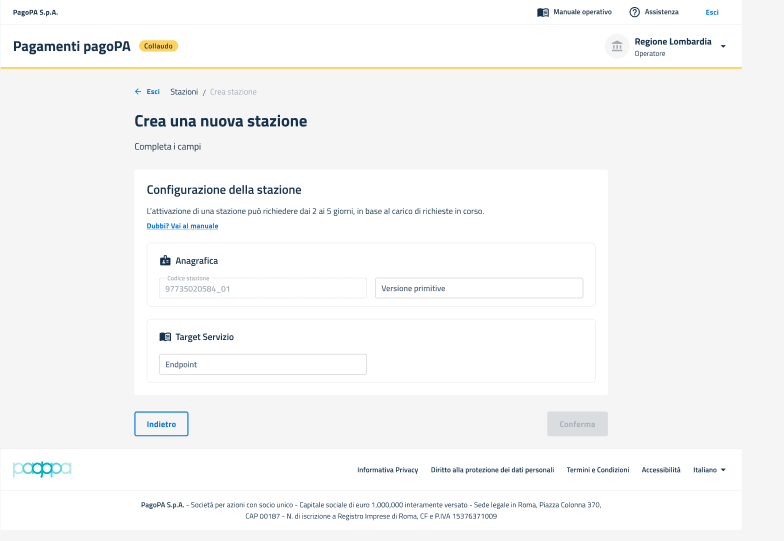 PagoPA S.p.A.
Manuale operativo
Assistenza
Esci
Pagamenti pagoPA
Collaudo
Regione Lombardia
Operatore
Esci Stazioni / Crea stazione
Crea una nuova stazione
Completa i campi
Configurazione della stazione
L'attivazione di una stazione può richiedere dai 2 ai 5 giorni, in base al carico di richieste in corso.
Dubbi? Vai al manuale
Anagrafica
Codice stazione
97735020584_01
Versione primitive
Target Servizio
Endpoint
Indietro
Conferma
pagopa
Informativa Privacy
Diritto alla protezione dei dati personali
Termini e Condizioni
Accessibilità
Italiano
PagoPA S.p.A. - Società per azioni con socio unico - Capitale sociale di euro 1,000,000 interamente versato - Sede legale in Roma, Piazza Colonna 370,
CAP 00187 - N. di iscrizione a Registro Imprese di Roma, CF e P.IVA 15376371009